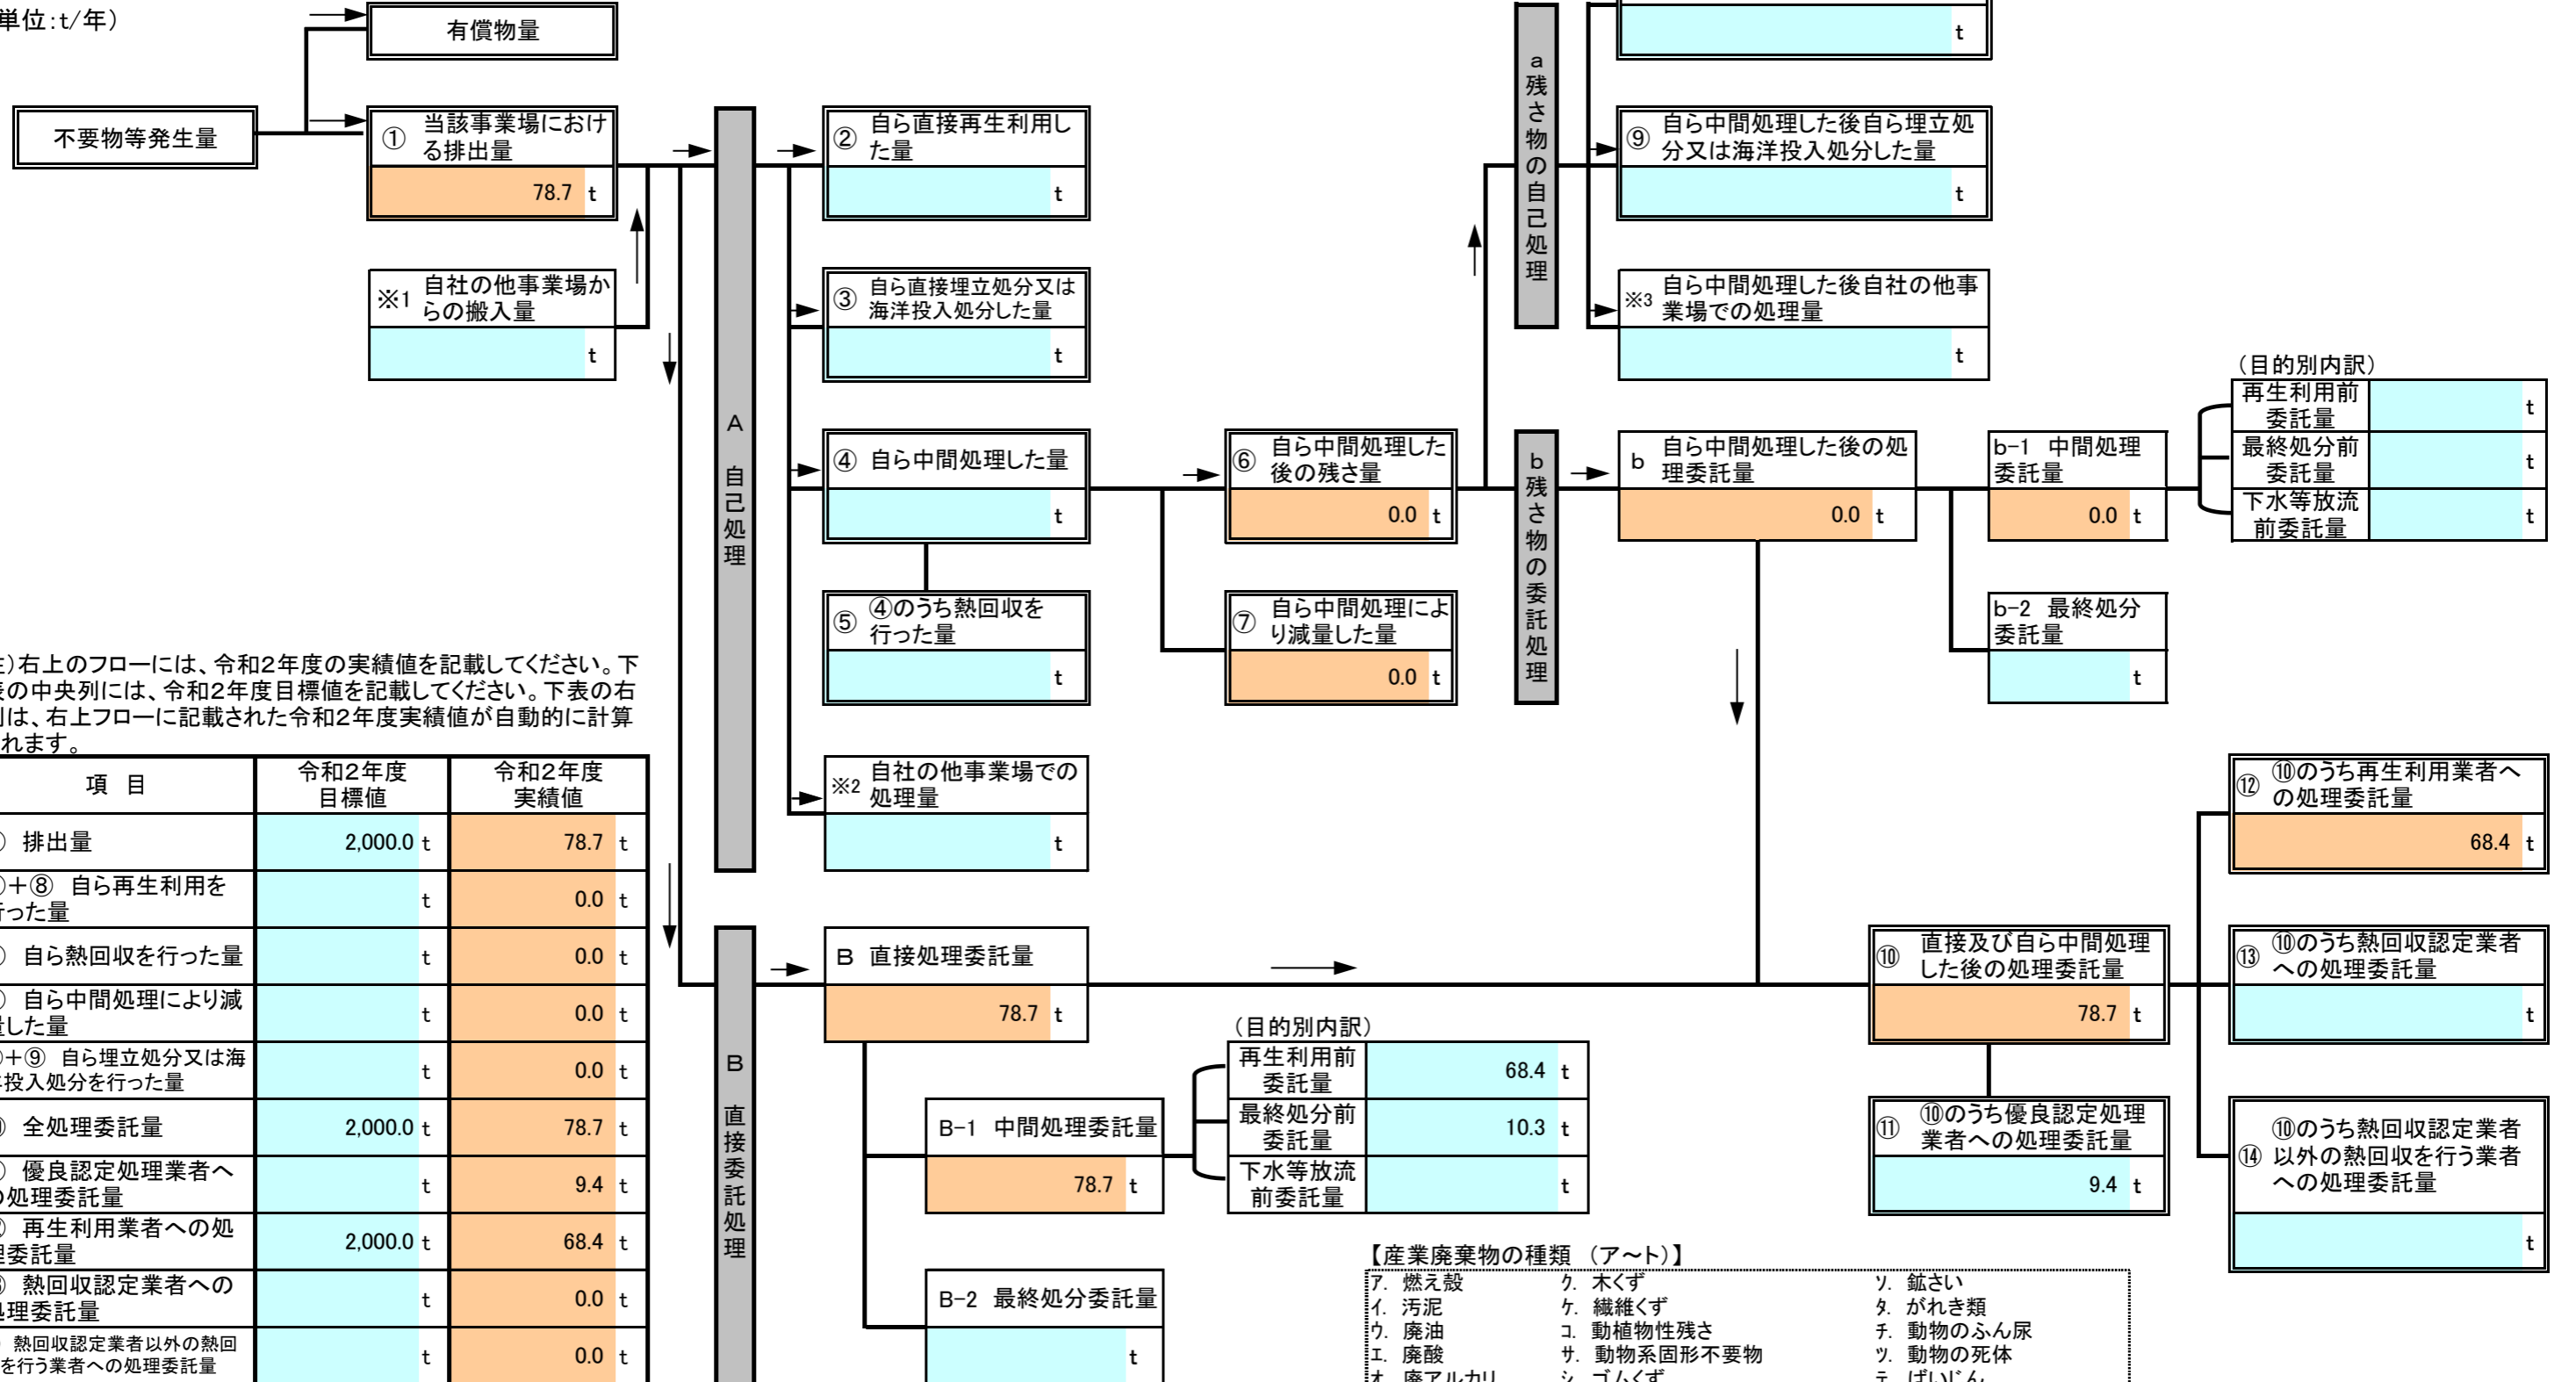 単位:t/年)
有償物量
不要物等発生量
① 当該事業場におけ
る排出量
78.7 t
※1 自社の他事業場か
らの搬入量
t
A 自己処理
② 自ら直接再生利用し
た量
t
③ 自ら直接埋立処分又は
海洋投入処分した量
t
④ 自ら中間処理した量
t
⑤ ④のうち熱回収を
行った量
t
※2 自社の他事業場での
処理量
t
⑥ 自ら中間処理した
後の残さ量
0.0 t
⑦ 自ら中間処理によ
り減量した量
0.0 t
a残さ物の自己処理
t
⑨ 自ら中間処理した後自ら埋立処
分又は海洋投入処分した量
t
※3 自ら中間処理した後自社の他事
業場での処理量
t
b残さ物の委託処理
b 自ら中間処理した後の処
理委託量
0.0 t
b-1 中間処理
委託量
0.0 t
(目的別内訳)
再生利用前
委託量
t
最終処分前
委託量
t
下水等放流
前委託量
t
b-2 最終処分
委託量
t
)右上のフローには、令和2年度の実績値を記載してください。下
の中央列には、令和2年度目標値を記載してください。下表の右
は、右上フローに記載された令和2年度実績値が自動的に計算
れます。
項 目 令和2年度
目標値 令和2年度
実績値
排出量 2,000.0 t 78.7 t
+⑧ 自ら再生利用を
行った量 t 0.0 t
自ら熱回収を行った量 t 0.0 t
自ら中間処理により減
量した量 t 0.0 t
+⑨ 自ら埋立処分又は海
洋投入処分を行った量 t 0.0 t
全処理委託量 2,000.0 t 78.7 t
優良認定処理業者へ
の処理委託量 t 9.4 t
再生利用業者への処
理委託量 2,000.0 t 68.4 t
熱回収認定業者への
処理委託量 t 0.0 t
熱回収認定業者以外の熱回
を行う業者への処理委託量 t 0.0 t
B 直接委託処理
B 直接処理委託量
78.7 t
B-1 中間処理委託量
78.7 t
(目的別内訳)
再生利用前
委託量
68.4 t
最終処分前
委託量
10.3 t
下水等放流
前委託量
t
B-2 最終処分委託量
t
⑩ 直接及び自ら中間処理
した後の処理委託量
78.7 t
⑪ ⑩のうち優良認定処理
業者への処理委託量
9.4 t
⑫ ⑩のうち再生利用業者へ
の処理委託量
68.4 t
⑬ ⑩のうち熱回収認定業者
への処理委託量
t
⑭ ⑩のうち熱回収認定業者
以外の熱回収を行う業者
への処理委託量
t
【産業廃棄物の種類 (ア～ト)】
ア. 燃え殻 ク. 木くず ソ. 鉱さい
イ. 汚泥 ケ. 繊維くず タ. がれき類
ウ. 廃油 コ. 動植物性残さ チ. 動物のふん尿
エ. 廃酸 サ. 動物系固形不要物 ツ. 動物の死体
オ. 廃アルカリ シ. ゴムくず テ. ばいじん